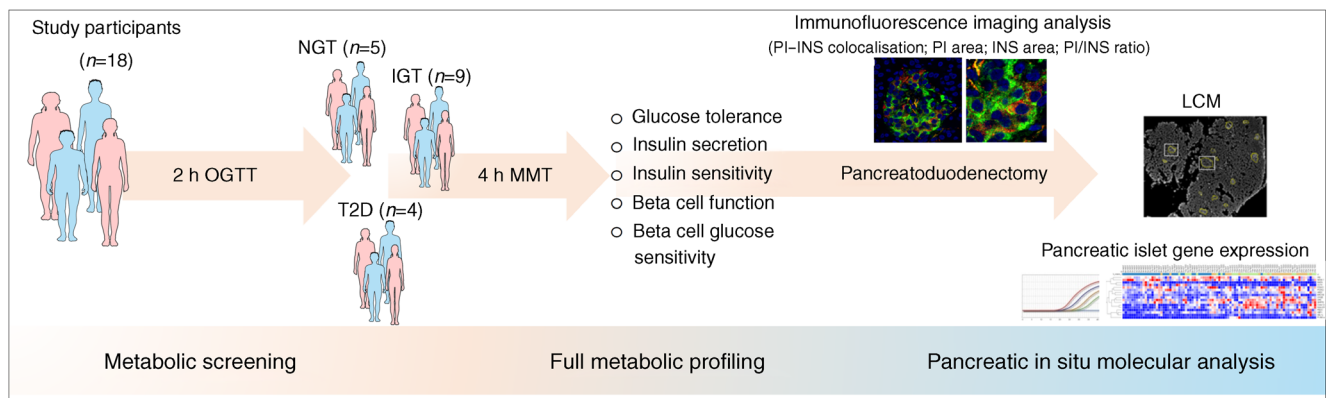 Study participants
(n=18)
2 h OGTT
NGT (n=5)
IGT (n=9)
T2D (n=4)
4 h MMT
Glucose tolerance
Insulin secretion
Insulin sensitivity
Beta cell function
Beta cell glucose
sensitivity
Immunofluorescence imaging analysis
(PI–INS colocalisation; PI area; INS area; PI/INS ratio)
Pancreatoduodenectomy
LCM
Pancreatic islet gene expression
Metabolic screening
Full metabolic profiling
Pancreatic in situ molecular analysis